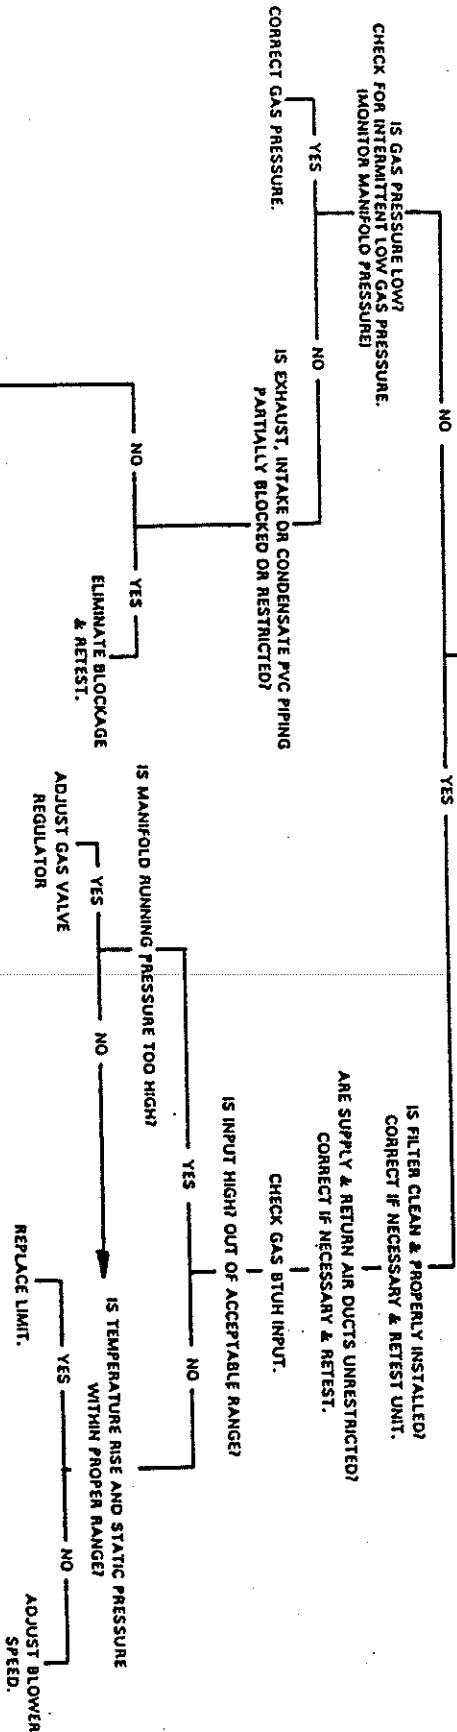 NO
YES
IS GAS PRESSURE LOW?
CHECK FOR INTERMITTENT LOW GAS PRESSURE.
(MONITOR MANIFOLD PRESSURE)
YES
NO
CORRECT GAS PRESSURE.
IS EXHAUST, INTAKE OR CONDENSATE PVC PIPING
PARTIALLY BLOCKED OR RESTRICTED?
NO
YES
ELIMINATE BLOCKAGE
& RETEST.
IS FILTER CLEAN & PROPERLY INSTALLED?
CORRECT IF NECESSARY & RETEST UNIT.
ARE SUPPLY & RETURN AIR DUCTS UNRESTRICTED?
CORRECT IF NECESSARY & RETEST.
CHECK GAS BTUH INPUT.
IS INPUT HIGH? OUT OF ACCEPTABLE RANGE?
YES
NO
IS MANIFOLD RUNNING PRESSURE TOO HIGH?
YES
NO
ADJUST GAS VALVE
REGULATOR
IS TEMPERATURE RISE AND STATIC PRESSURE
WITHIN PROPER RANGE?
YES
NO
REPLACE LIMIT.
ADJUST BLOWER
SPEED.